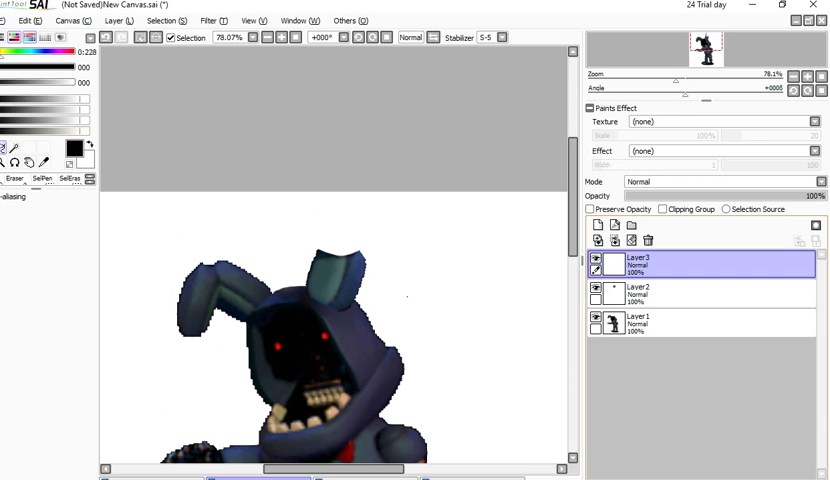 SAI (Not Saved)New Canvas.sai (*) 24 Trial day
Edit (E) Canvas (C) Layer (L) Selection (S) Filter (T) View (V) Window (W) Others (O)
Selection 78.07% +000° Normal Stabilizer S-5
0:228
000
000
Eraser SelPen SelEras
-aliasing
Zoom 78.1%
Angle +0006
Paints Effect
Texture (none)
Scale 100% 20
Effect (none)
Width 1 100
Mode Normal
Opacity 100%
Preserve Opacity Clipping Group Selection Source
Layer3
Normal
100%
Layer2
Normal
100%
Layer1
Normal
100%